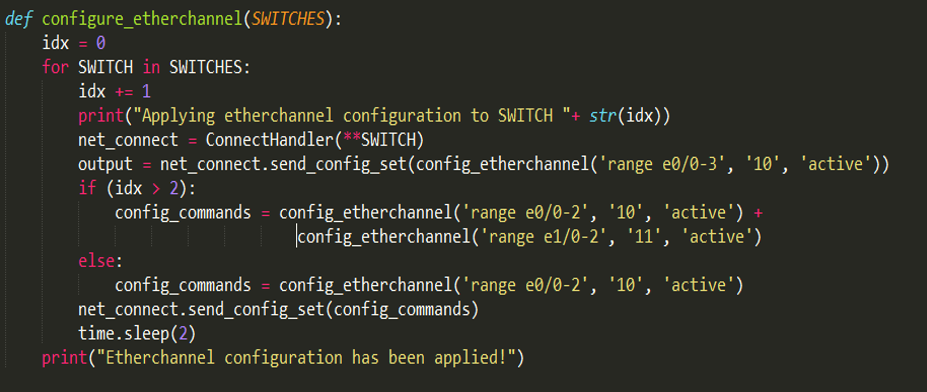 def configure_etherchannel(SWITCHES):
    idx = 0
    for SWITCH in SWITCHES:
        idx += 1
        print("Applying etherchannel configuration to SWITCH "+ str(idx))
        net_connect = ConnectHandler(**SWITCH)
        output = net_connect.send_config_set(config_etherchannel('range e0/0-3', '10', 'active'))
        if (idx > 2):
            config_commands = config_etherchannel('range e0/0-2', '10', 'active') +
                                config_etherchannel('range e1/0-2', '11', 'active')
        else:
            config_commands = config_etherchannel('range e0/0-2', '10', 'active')
        net_connect.send_config_set(config_commands)
        time.sleep(2)
    print("Etherchannel configuration has been applied!")